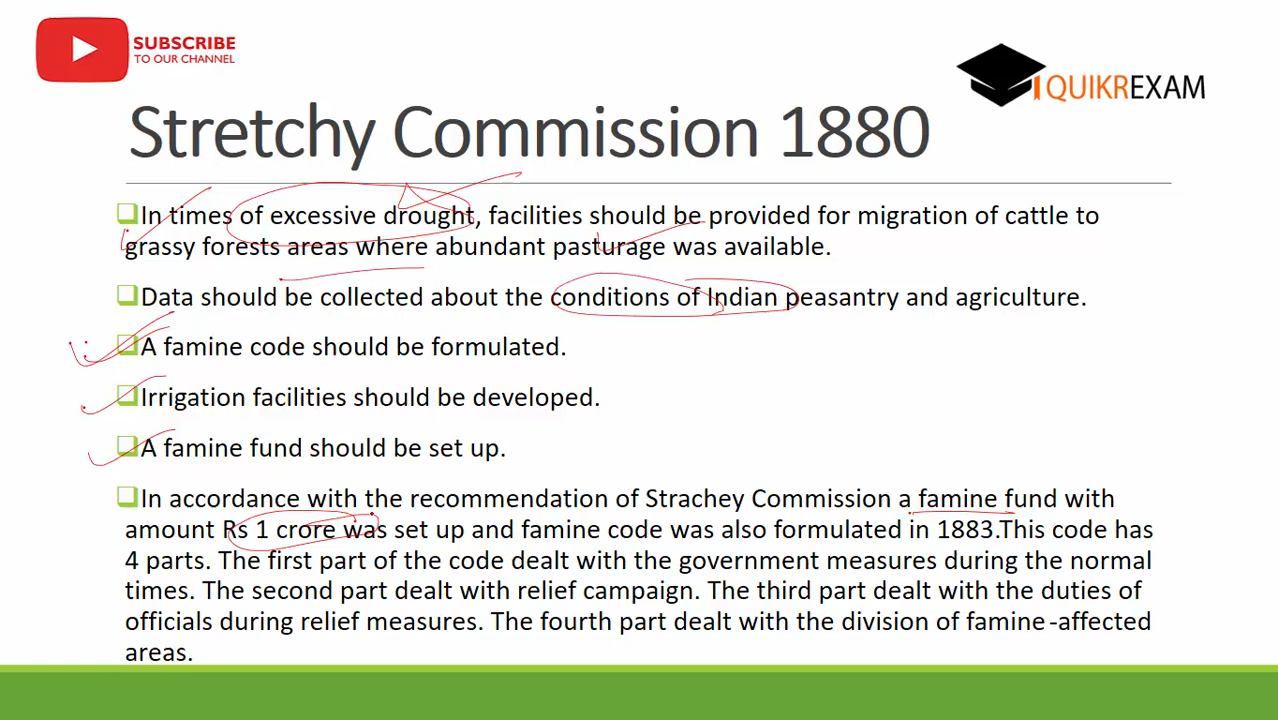 SUBSCRIBE
TO OUR CHANNEL
QUIKREXAM
Stretchy Commission 1880
In times of excessive drought, facilities should be provided for migration of cattle to
grassy forests areas where abundant pasturage was available.
Data should be collected about the conditions of Indian peasantry and agriculture.
A famine code should be formulated.
Irrigation facilities should be developed.
A famine fund should be set up.
In accordance with the recommendation of Strachey Commission a famine fund with
amount Rs 1 crore was set up and famine code was also formulated in 1883.This code has
4 parts. The first part of the code dealt with the government measures during the normal
times. The second part dealt with relief campaign. The third part dealt with the duties of
officials during relief measures. The fourth part dealt with the division of famine-affected
areas.